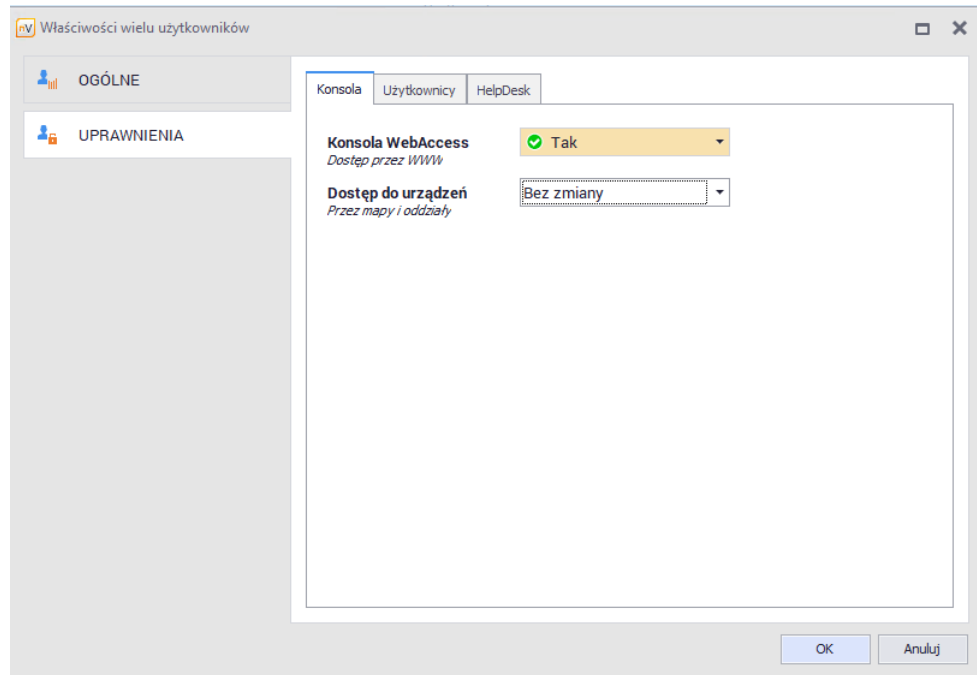 nV Właściwości wielu użytkowników
OGÓLNE
UPRAWNIENIA
Konsola Użytkownicy HelpDesk
Konsola WebAccess Tak
Dostęp przez WWW
Dostęp do urządzeń Bez zmiany
Przez mapy i oddziały
OK Anuluj